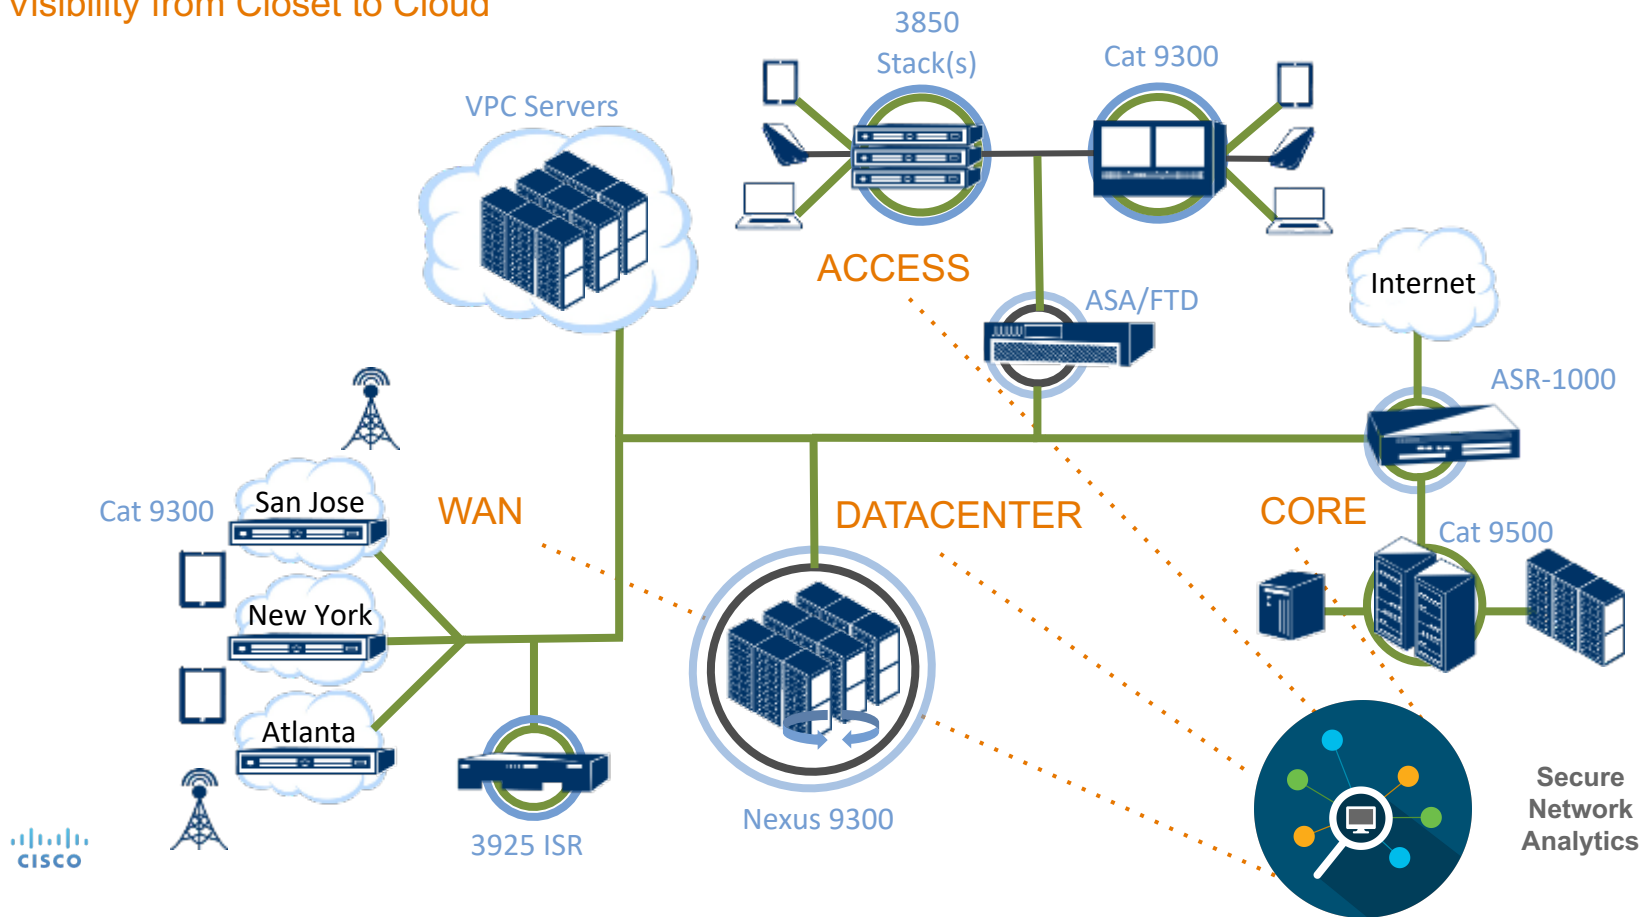 Visibility from Closet to Cloud
3850
Stack(s)
Cat 9300
VPC Servers
ACCESS
ASA/FTD
Internet
ASR-1000
Cat 9300
San Jose
WAN
DATACENTER
CORE
Cat 9500
New York
Atlanta
Nexus 9300
3925 ISR
Secure
Network
Analytics
CISCO